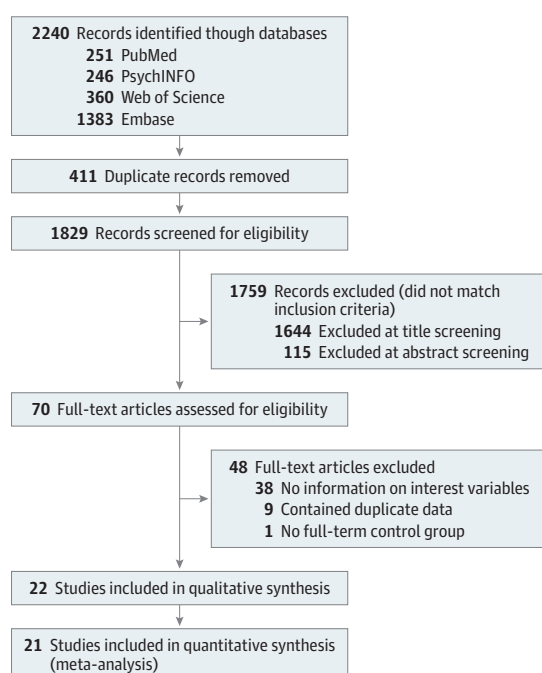 2240 Records identified though databases
251 PubMed
246 PsychINFO
360 Web of Science
1383 Embase
411 Duplicate records removed
1829 Records screened for eligibility
1759 Records excluded (did not match
inclusion criteria)
1644 Excluded at title screening
115 Excluded at abstract screening
70 Full-text articles assessed for eligibility
48 Full-text articles excluded
38 No information on interest variables
9 Contained duplicate data
1 No full-term control group
22 Studies included in qualitative synthesis
21 Studies included in quantitative synthesis
(meta-analysis)